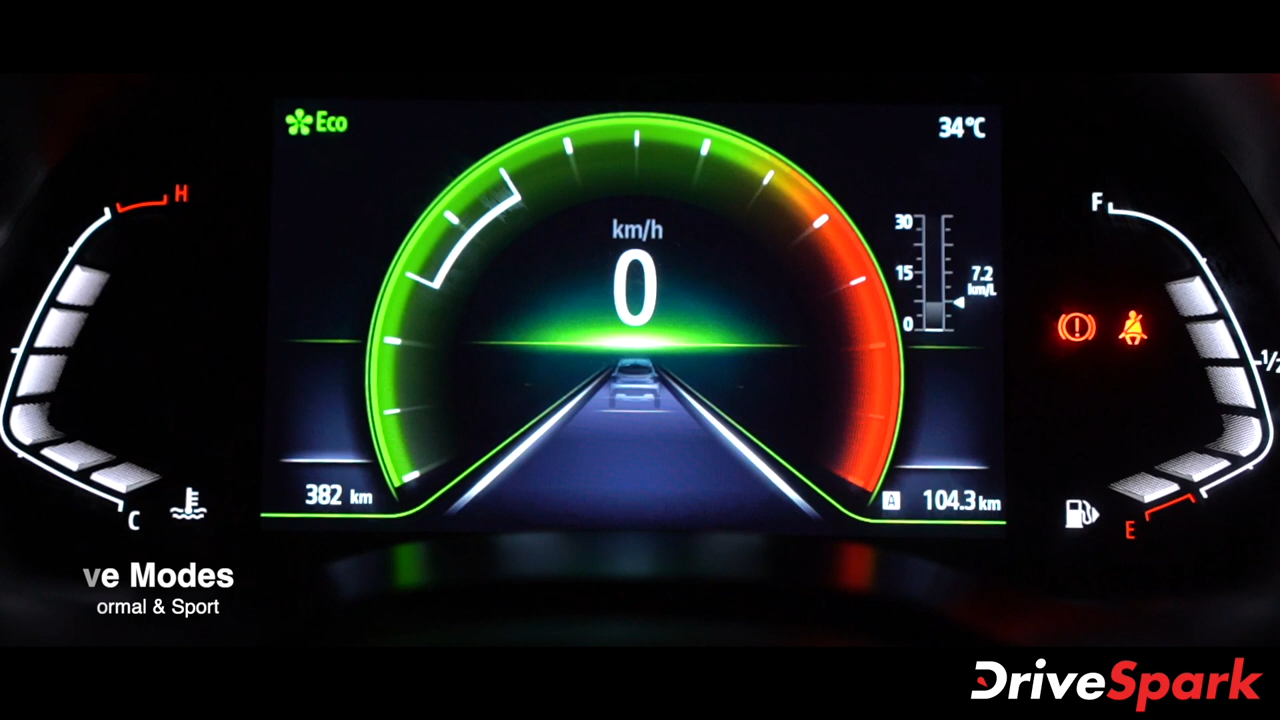 Eco
34°C
H
F
km/h
0
30
15
0
7.2
km/L
1/2
382 km
A 104.3 km
C
E
ve Modes
ormal & Sport
DriveSpark